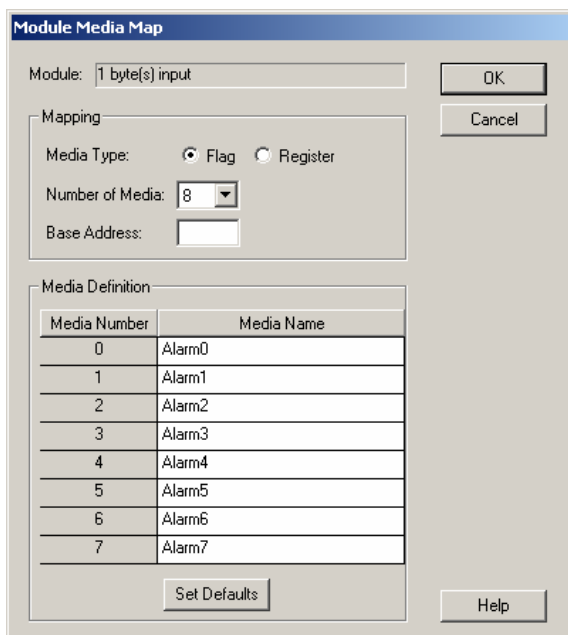 Module Media Map
Module: 1 byte(s) input
OK
Cancel
Mapping
Media Type: Flag Register
Number of Media: 8
Base Address:
Media Definition
Media Number Media Name
0 Alarm0
1 Alarm1
2 Alarm2
3 Alarm3
4 Alarm4
5 Alarm5
6 Alarm6
7 Alarm7
Set Defaults
Help